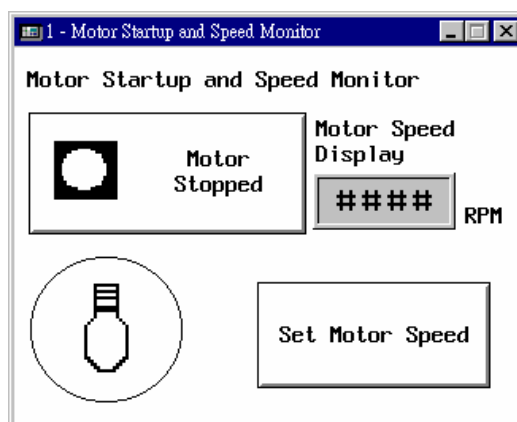 1 - Motor Startup and Speed Monitor
Motor Startup and Speed Monitor
Motor
Stopped
Motor Speed
Display
####
RPM
Set Motor Speed